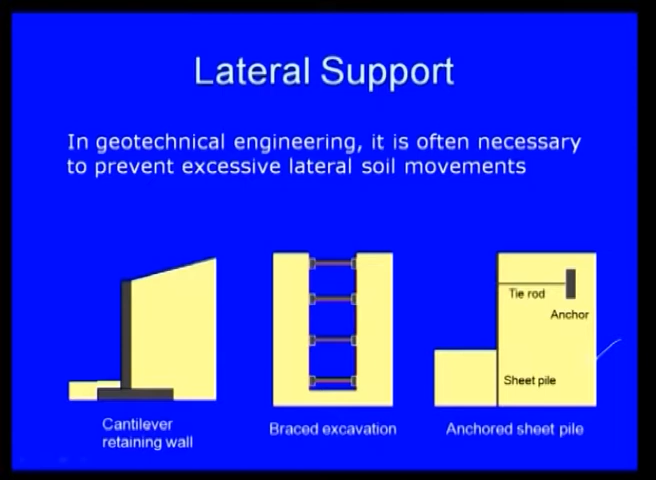 Lateral Support
In geotechnical engineering, it is often necessary
to prevent excessive lateral soil movements
Tie rod
Anchor
Sheet pile
Cantilever
retaining wall
Braced excavation
Anchored sheet pile